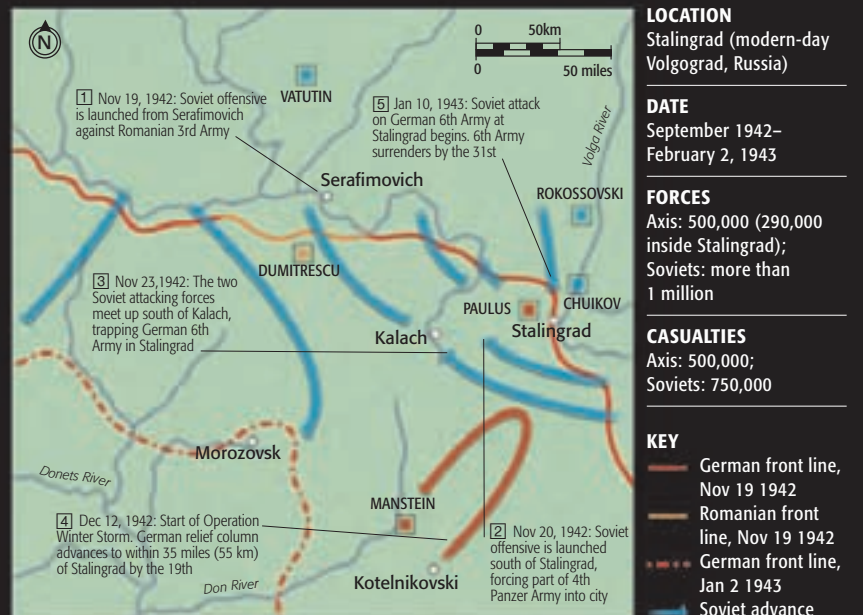 N
0 50km
0 50 miles
VATUTIN
1 Nov 19, 1942: Soviet offensive
is launched from Serafimovich
against Romanian 3rd Army
5 Jan 10, 1943: Soviet attack
on German 6th Army at
Stalingrad begins. 6th Army
surrenders by the 31st
Volga River
Serafimovich
ROKOSSOVSKI
DUMITRESCU
3 Nov 23,1942: The two
Soviet attacking forces
meet up south of Kalach,
trapping German 6th
Army in Stalingrad
PAULUS
CHUIKOV
Kalach
Stalingrad
Morozovsk
Donets River
MANSTEIN
4 Dec 12, 1942: Start of Operation
Winter Storm. German relief column
advances to within 35 miles (55 km)
of Stalingrad by the 19th
2 Nov 20, 1942: Soviet
offensive is launched
south of Stalingrad,
forcing part of 4th
Panzer Army into city
Don River
Kotelnikovski
LOCATION
Stalingrad (modern-day
Volgograd, Russia)
DATE
September 1942–
February 2, 1943
FORCES
Axis: 500,000 (290,000
inside Stalingrad);
Soviets: more than
1 million
CASUALTIES
Axis: 500,000;
Soviets: 750,000
KEY
German front line,
Nov 19 1942
Romanian front
line, Nov 19 1942
German front line,
Jan 2 1943
Soviet advance